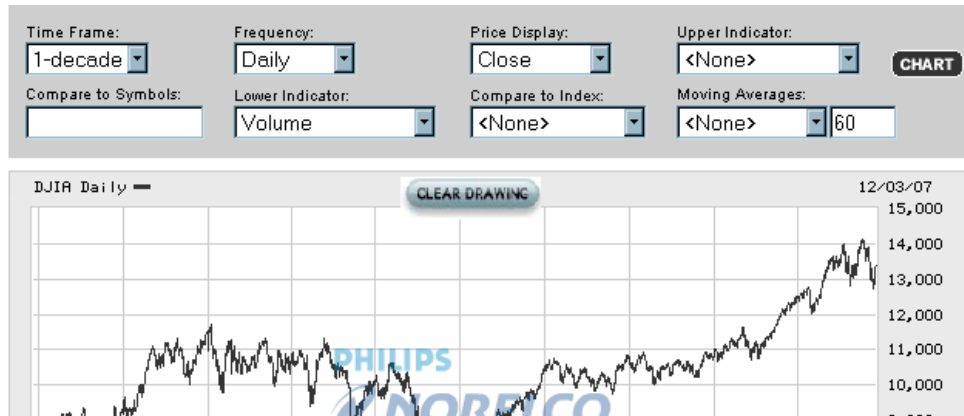 Time Frame: Frequency: Price Display: Upper Indicator:
1-decade Daily Close <None> CHART
Compare to Symbols: Lower Indicator: Compare to Index: Moving Averages:
Volume <None> <None> 60
DJIA Daily CLEAR DRAWING 12/03/07
15,000
14,000
13,000
12,000
11,000
PHILIPS
10,000
NORELCO